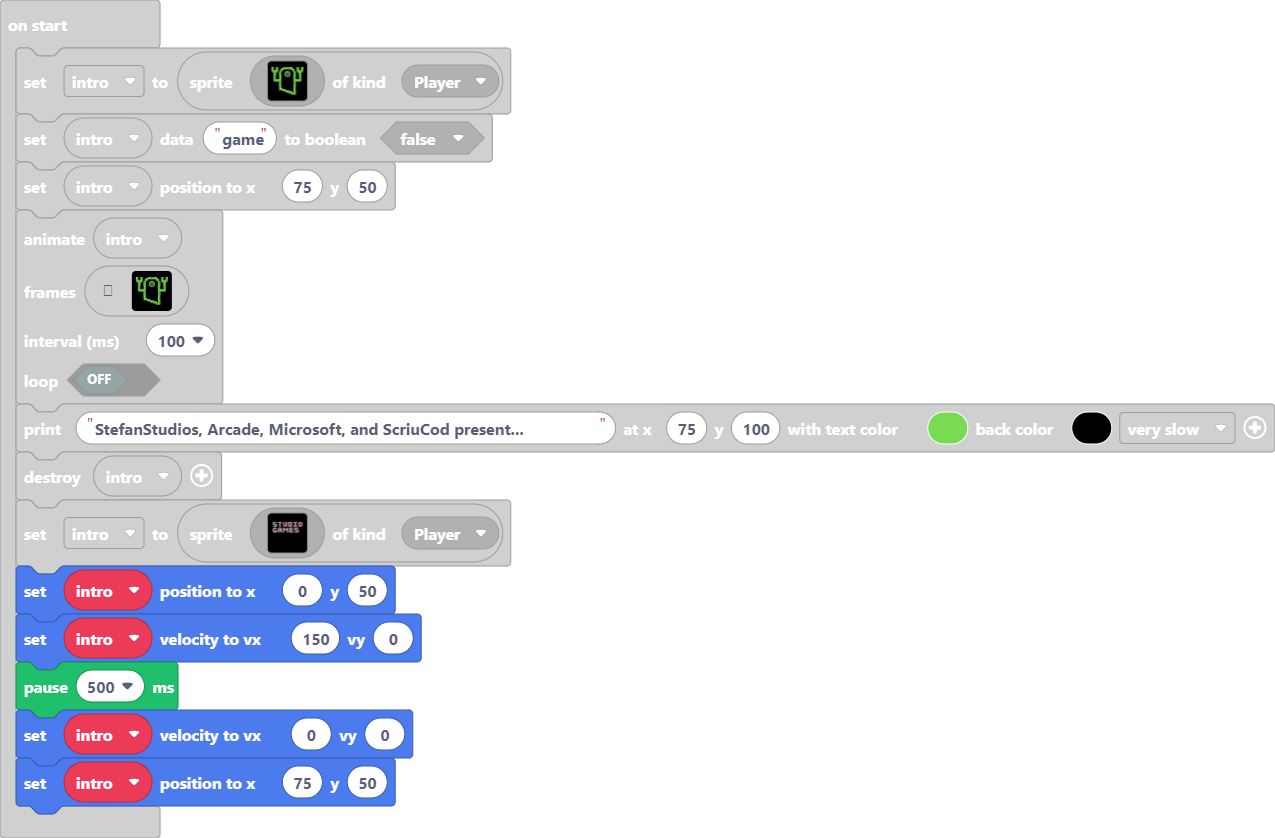 on start
set intro to sprite of kind Player
set intro data "game" to boolean false
set intro position to x 75 y 50
animate intro
frames
interval (ms) 100
loop OFF
print "StefanStudios, Arcade, Microsoft, and ScriuCod present..." at x 75 y 100 with text color back color very slow
destroy intro
set intro to sprite STUDIO GAMES of kind Player
set intro position to x 0 y 50
set intro velocity to vx 150 vy 0
pause 500 ms
set intro velocity to vx 0 vy 0
set intro position to x 75 y 50